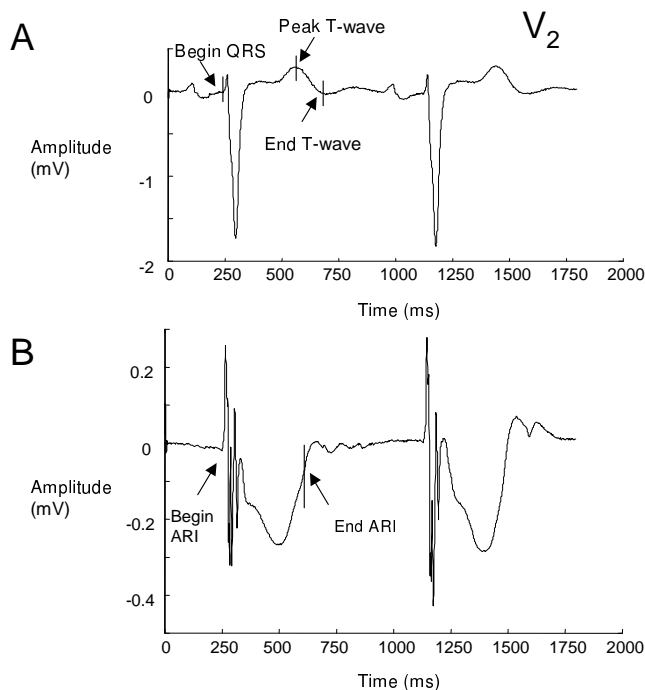 A
V2
Peak T-wave
Begin QRS
End T-wave
Amplitude
(mV)
0
-1
-2
0 250 500 750 1000 1250 1500 1750 2000
Time (ms)
B
0.2
0
-0.2
-0.4
Amplitude
(mV)
Begin
ARI
End ARI
0 250 500 750 1000 1250 1500 1750 2000
Time (ms)